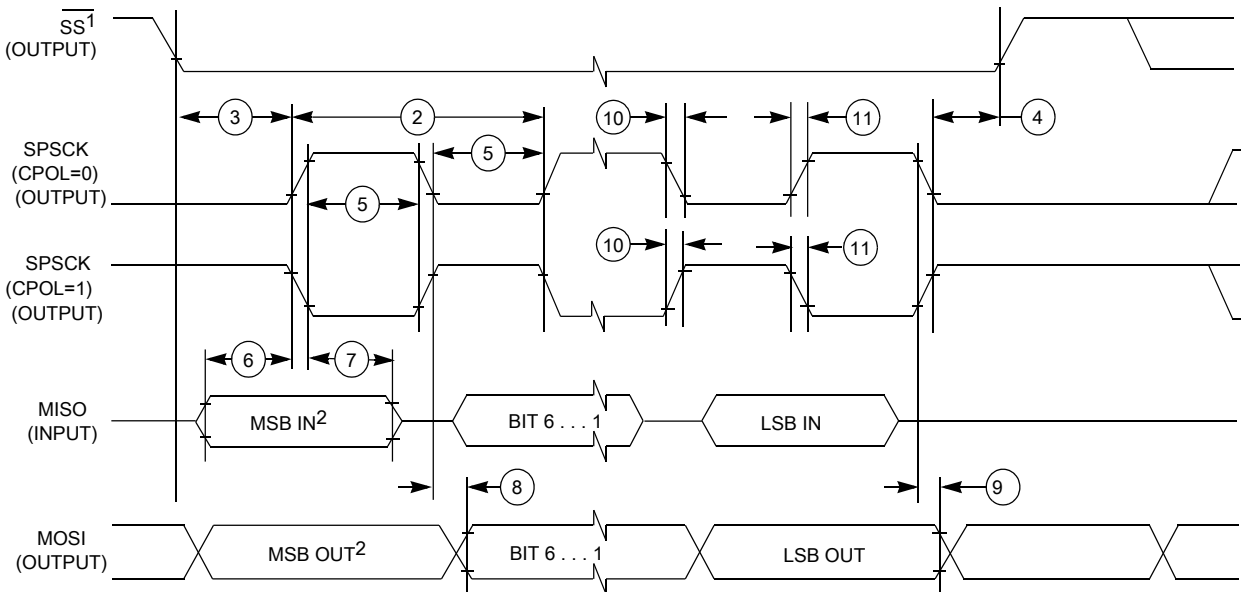 SS1
(OUTPUT)
3
2
10
11
4
SPSCK
(CPOL=0)
(OUTPUT)
5
5
10
11
SPSCK
(CPOL=1)
(OUTPUT)
6
7
MISO
(INPUT)
MSB IN2
BIT 6 . . . 1
LSB IN
8
9
MOSI
(OUTPUT)
MSB OUT2
BIT 6 . . . 1
LSB OUT